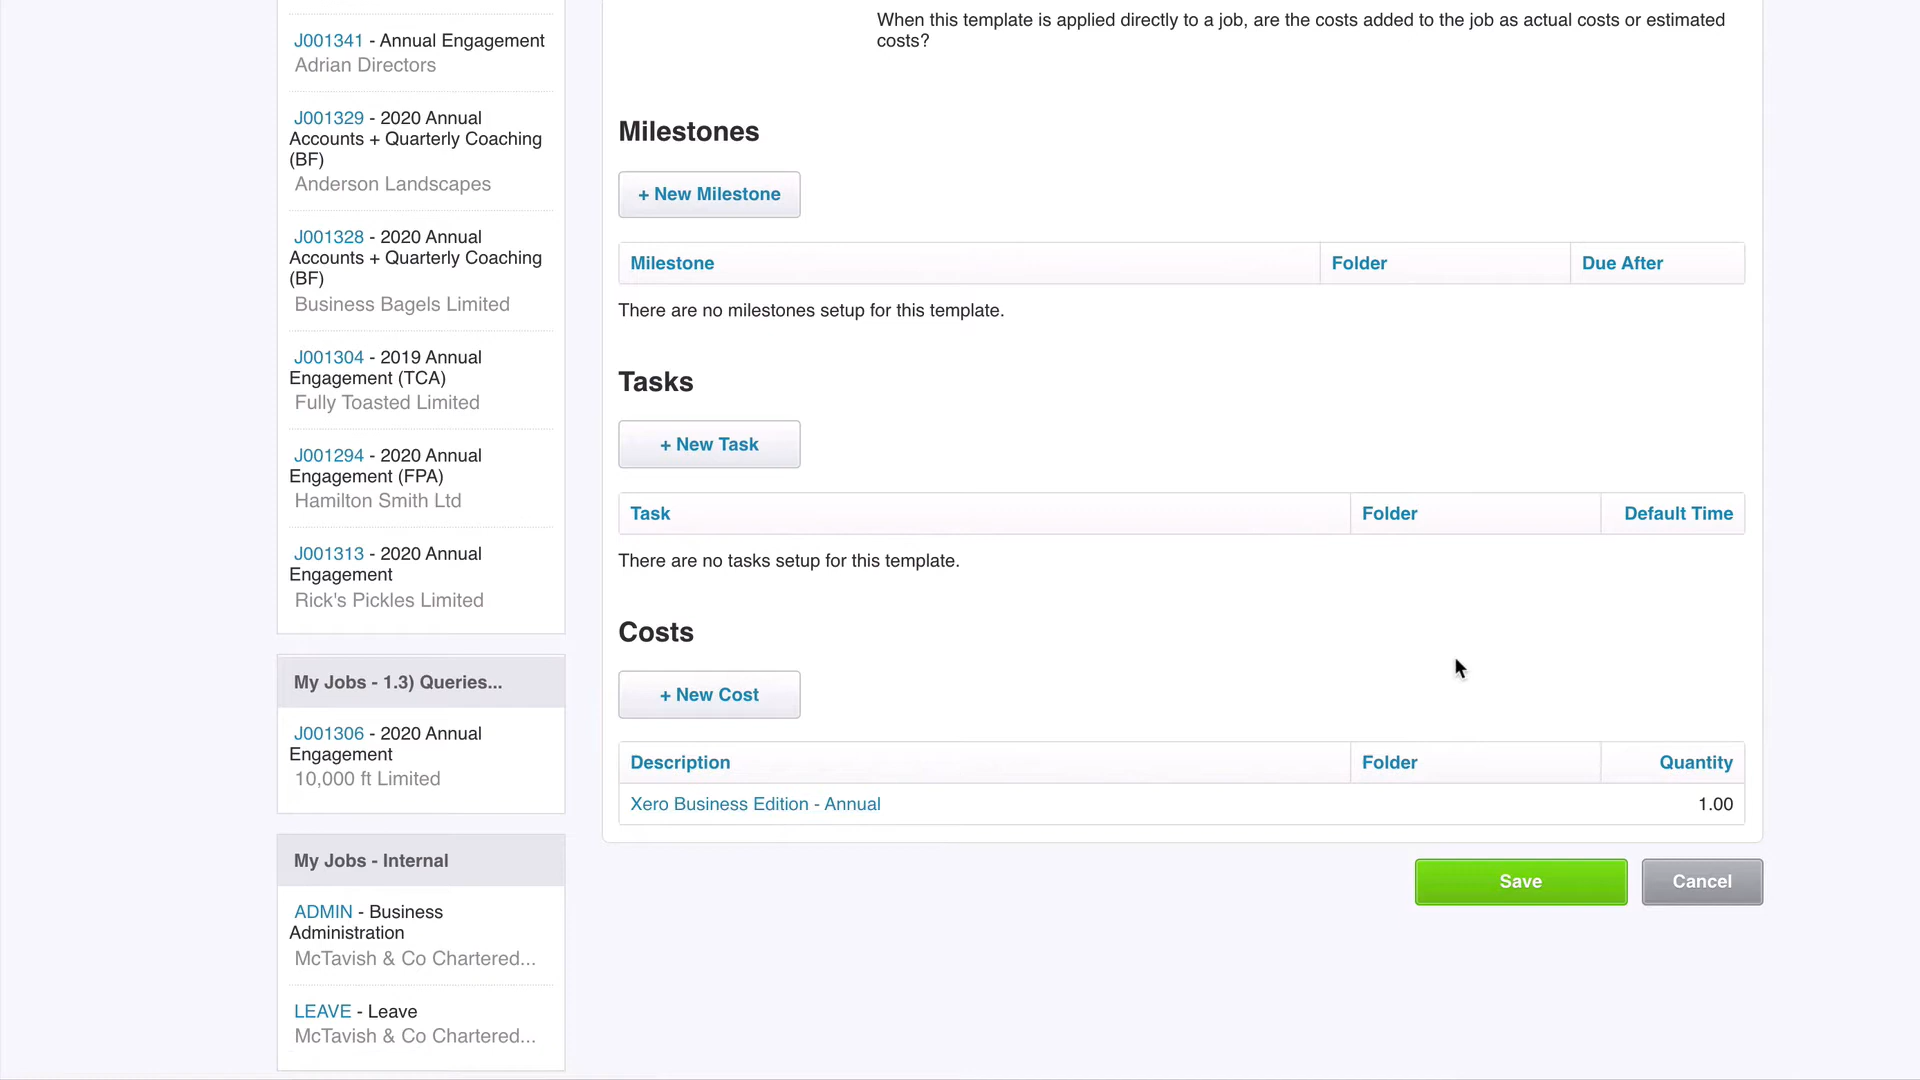 J001341 - Annual Engagement
Adrian Directors
J001329 - 2020 Annual
Accounts + Quarterly Coaching
(BF)
Anderson Landscapes
J001328 - 2020 Annual
Accounts + Quarterly Coaching
(BF)
Business Bagels Limited
J001304 - 2019 Annual
Engagement (TCA)
Fully Toasted Limited
J001294 - 2020 Annual
Engagement (FPA)
Hamilton Smith Ltd
J001313 - 2020 Annual
Engagement
Rick's Pickles Limited
My Jobs - 1.3) Queries...
J001306 - 2020 Annual
Engagement
10,000 ft Limited
My Jobs - Internal
ADMIN - Business
Administration
McTavish & Co Chartered...
LEAVE - Leave
McTavish & Co Chartered...
When this template is applied directly to a job, are the costs added to the job as actual costs or estimated
costs?
Milestones
+ New Milestone
Milestone Folder Due After
There are no milestones setup for this template.
Tasks
+ New Task
Task Folder Default Time
There are no tasks setup for this template.
Costs
+ New Cost
Description Folder Quantity
Xero Business Edition - Annual 1.00
Save Cancel